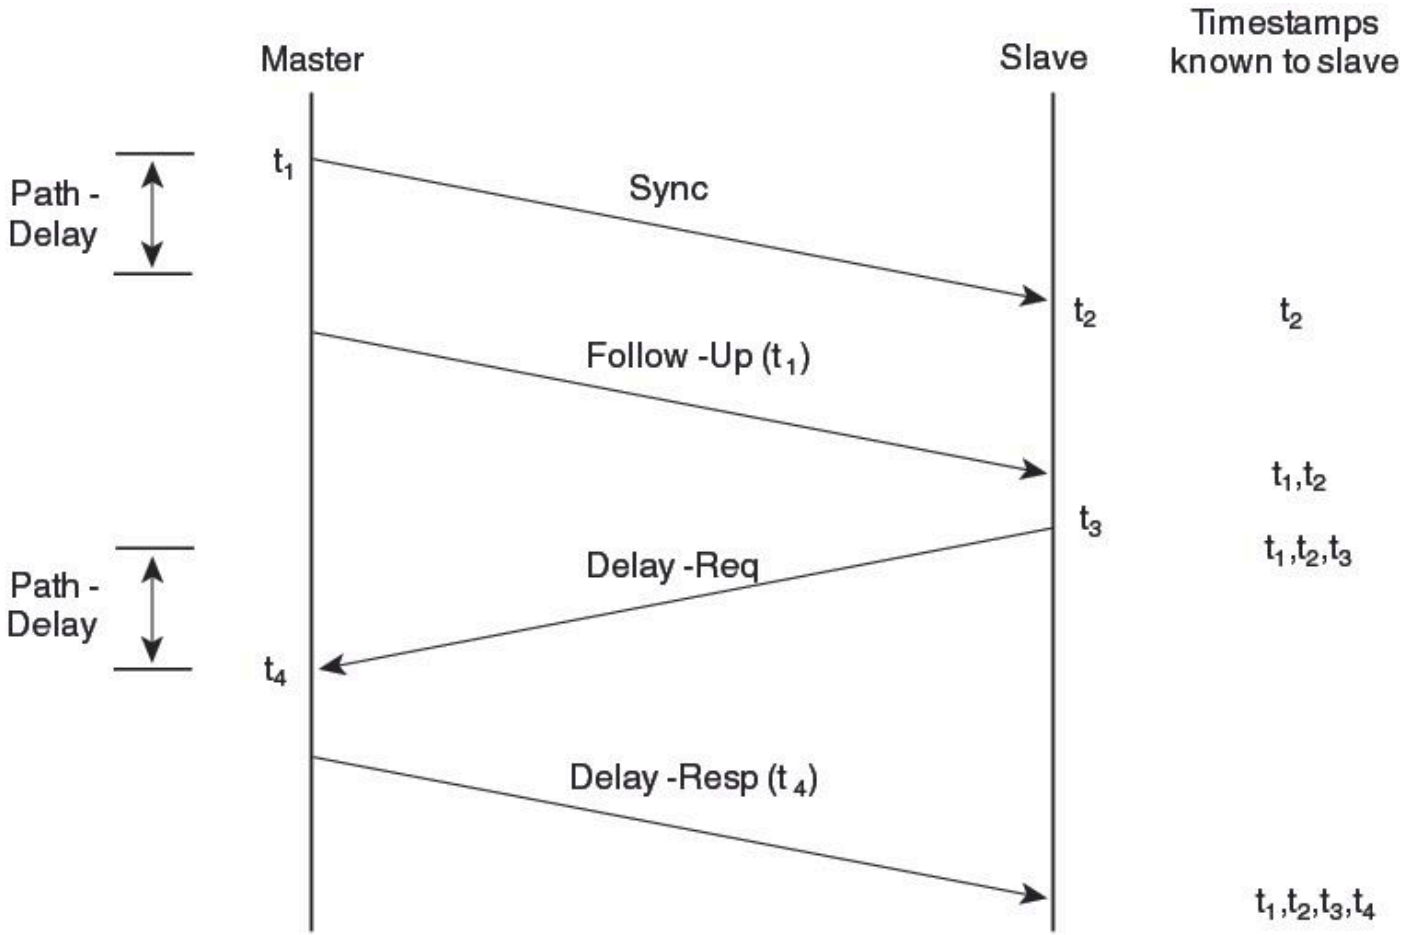 Timestamps
known to slave
Master
Slave
t₁
Path -
Delay
Sync
t₂
t₂
Follow -Up (t₁)
t₁,t₂
t₃
t₁,t₂,t₃
Delay -Req
Path -
Delay
t₄
Delay -Resp (t₄)
t₁,t₂,t₃,t₄